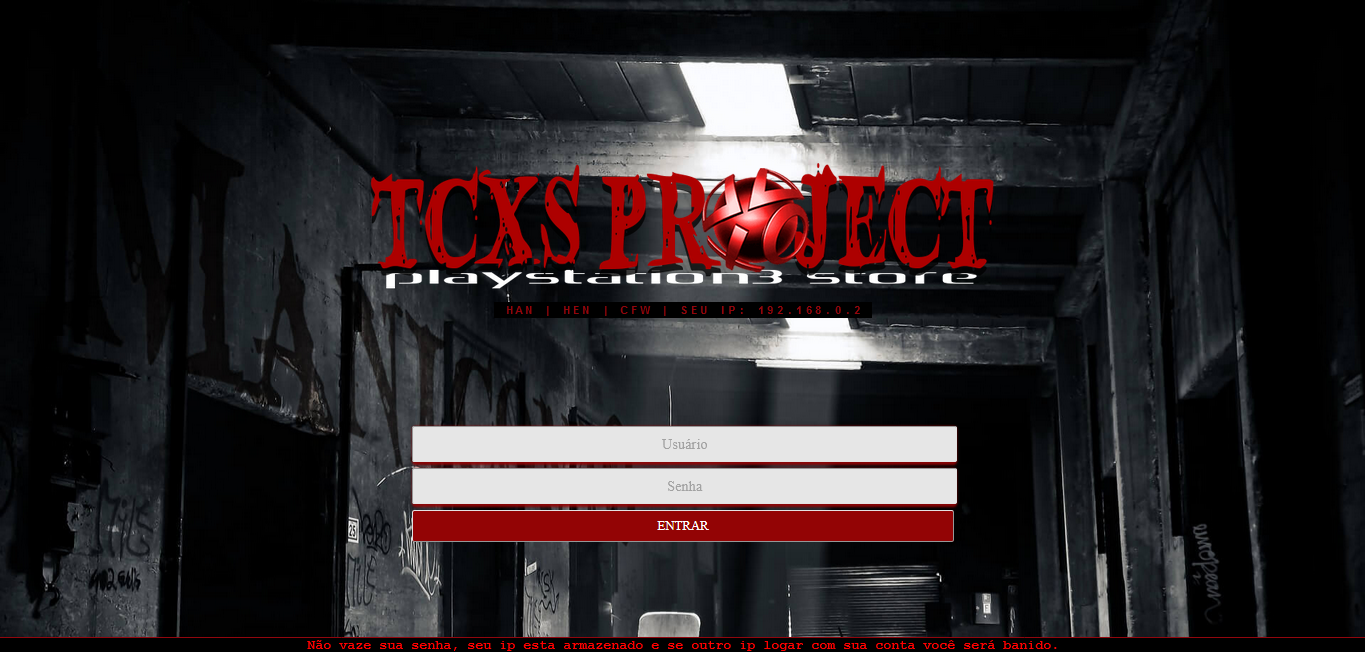 TCXS PROJECT
playstation3 store
HAN | HEN | CFW | SEU IP: 192.168.0.2
Usuário
Senha
25
ENTRAR
Não vaze sua senha, seu ip esta armazenado e se outro ip logar com sua conta você será banido.